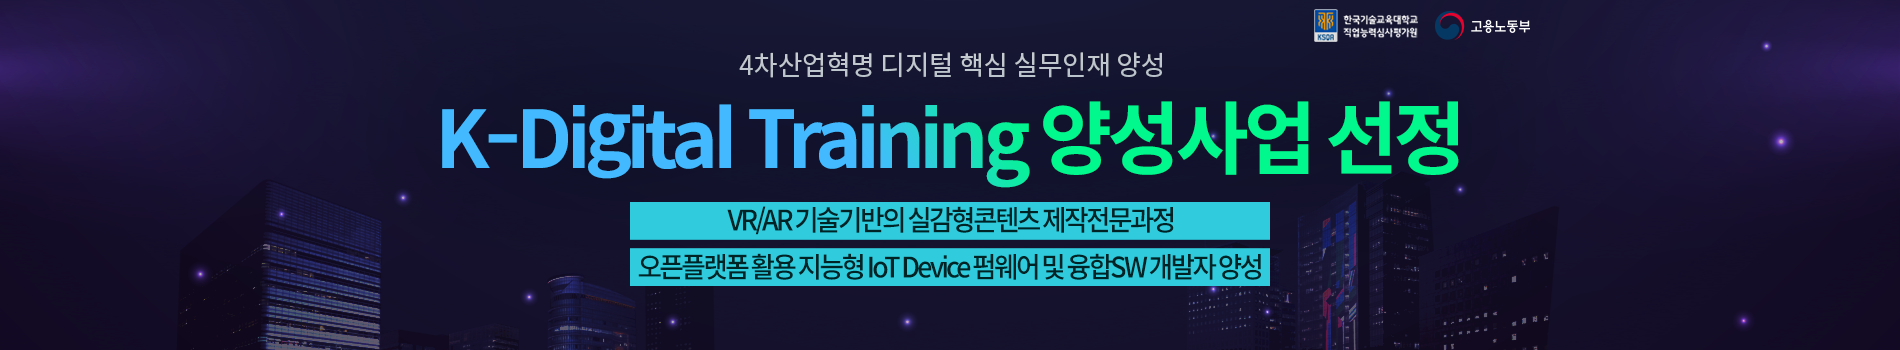 한국기술교육대학교
직업능력심사평가원
KSQA
고용노동부
4차산업혁명 디지털 핵심 실무인재 양성
K-Digital Training 양성사업 선정
VR/AR 기술기반의 실감형콘텐츠 제작전문과정
오픈플랫폼 활용 지능형 IoT Device 펌웨어 및 융합SW 개발자 양성